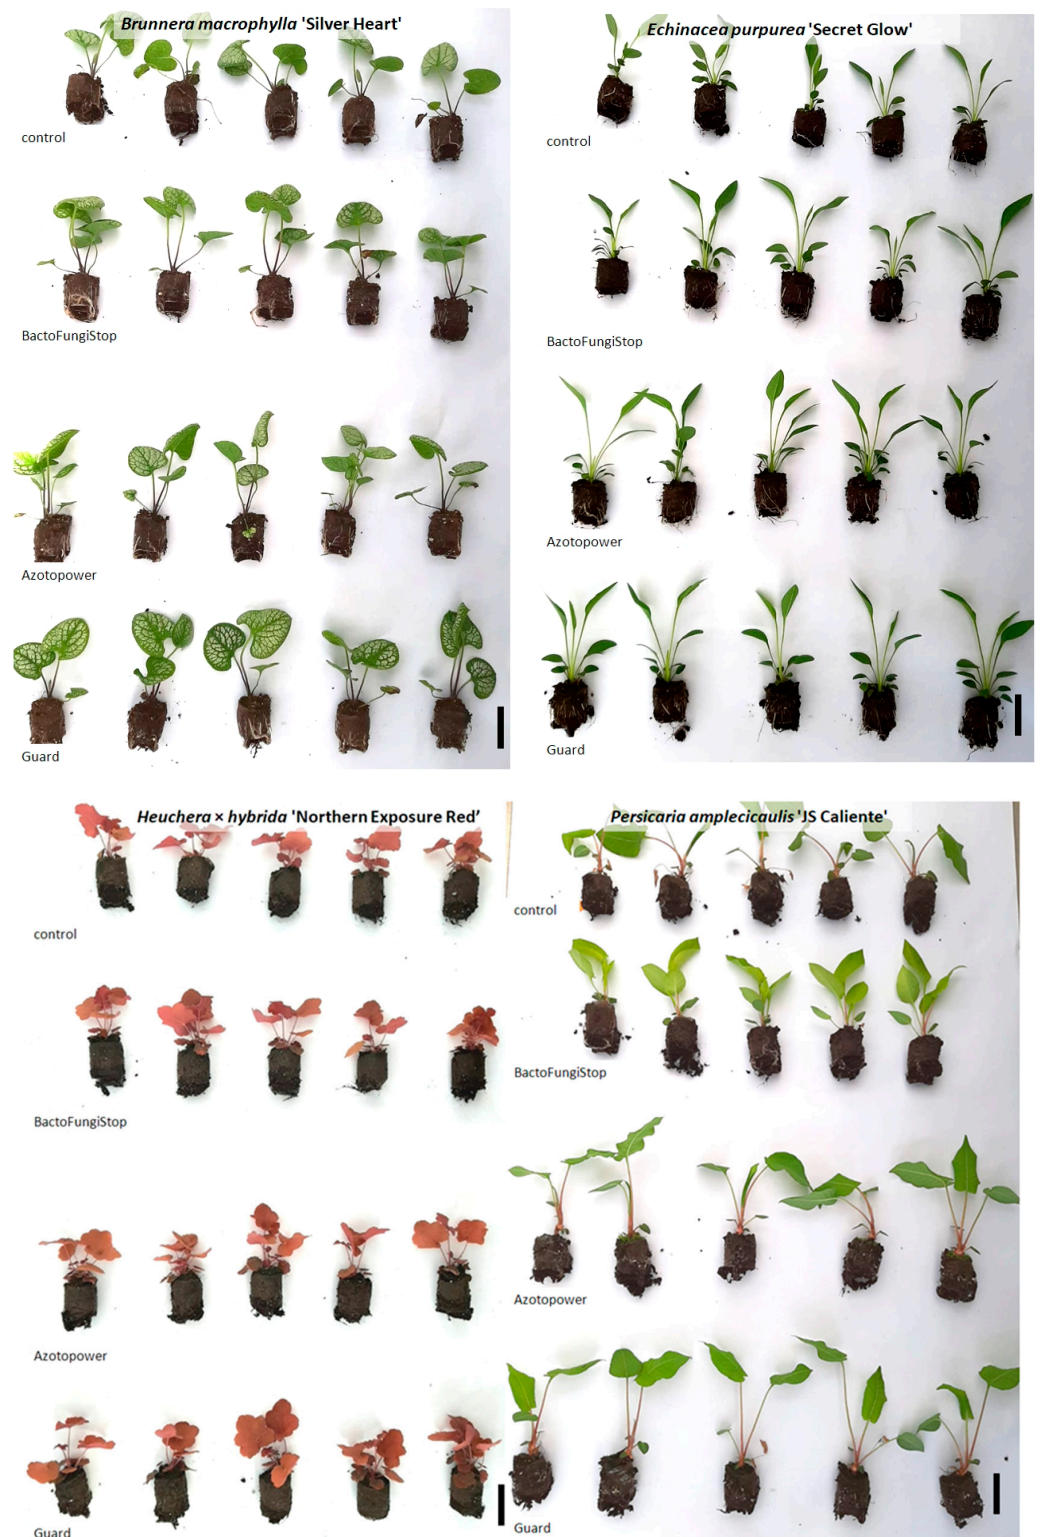 Brunnera macrophylla 'Silver Heart'
control
BactoFungiStop
Azotopower
Guard
Echinacea purpurea 'Secret Glow'
control
BactoFungiStop
Azotopower
Guard
Heuchera × hybrida 'Northern Exposure Red’
control
BactoFungiStop
Azotopower
Guard
Persicaria amplecicaulis 'JS Caliente'
control
BactoFungiStop
Azotopower
Guard